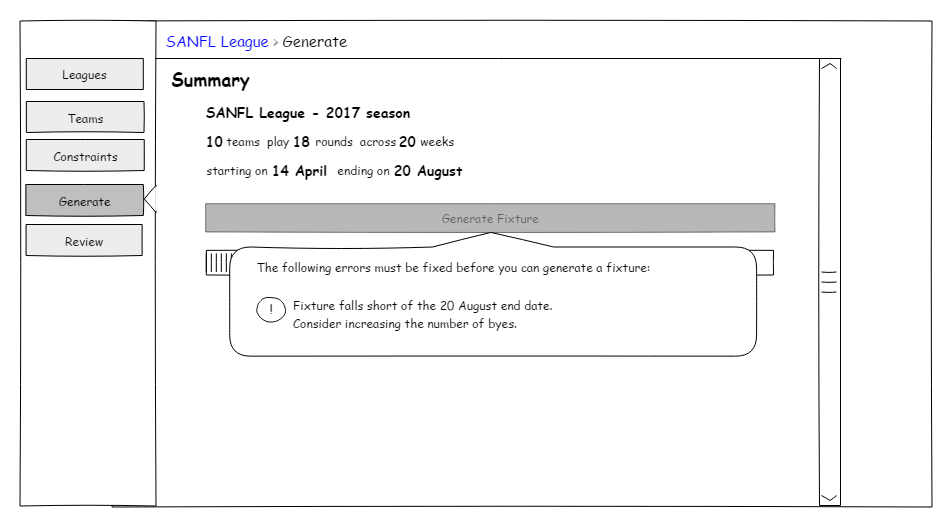 SANFL League > Generate
Leagues
Teams
Constraints
Generate
Review
Summary
SANFL League - 2017 season
10 teams play 18 rounds across 20 weeks
starting on 14 April ending on 20 August
Generate Fixture
The following errors must be fixed before you can generate a fixture:
! Fixture falls short of the 20 August end date.
Consider increasing the number of byes.